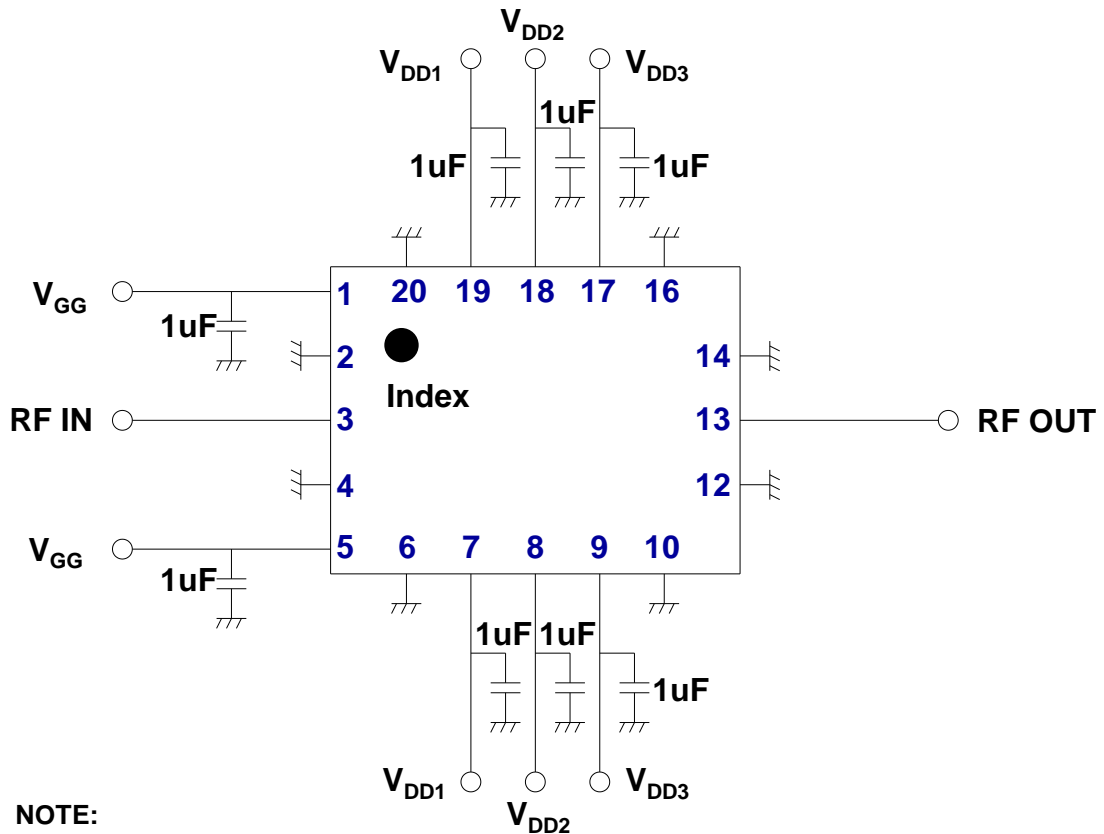 VDD2
VDD1 VDD3
1uF
1uF 1uF
20 19 18 17 16
VGG 1
1uF
2 14
Index
RF IN 3 13 RF OUT
4 12
VGG 5 6 7 8 9 10
1uF
1uF 1uF
1uF
VDD1 VDD3
VDD2
NOTE: